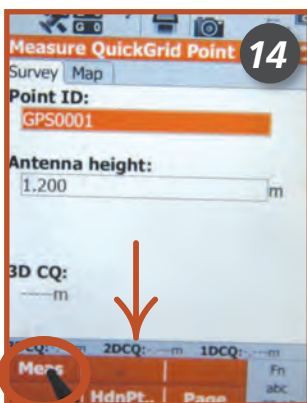 G 0
Measure QuickGrid Point
14
Survey Map
Point ID:
GPS0001
Antenna height:
1.200 m
3D CQ:
-----m
2DCQ:-.---m 1DCQ:-.---m
Meas
Fn
HdnPt.. Page abc